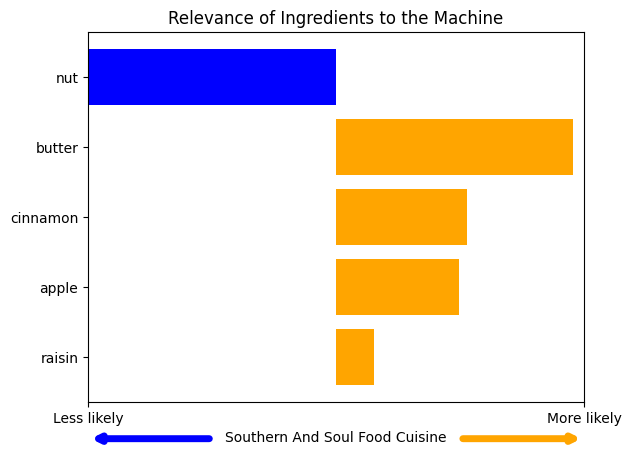 Relevance of Ingredients to the Machine
nut
butter
cinnamon
apple
raisin
Less likely
More likely
Southern And Soul Food Cuisine